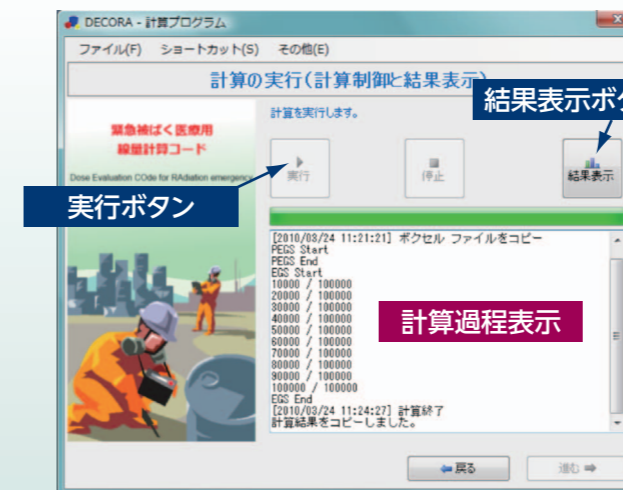 DECORA - 計算プログラム
ファイル(F) ショートカット(S) その他(E)
計算の実行(計算制御と結果表示)
計算を実行します。
結果表示ボタ
緊急被ばく医療用
線量計算コード
Dose Evaluation COde for RAdiation emergency
実行
停止
結果表示
実行ボタン
[2010/03/24 11:21:21] ボクセル ファイルをコピー
PEGS Start
PEGS End
EGS Start
10000 / 100000
20000 / 100000
30000 / 100000
40000 / 100000
50000 / 100000
60000 / 100000
70000 / 100000
80000 / 100000
90000 / 100000
100000 / 100000
EGS End
[2010/03/24 11:24:27] 計算終了
計算結果をコピーしました。
計算過程表示
戻る
進む